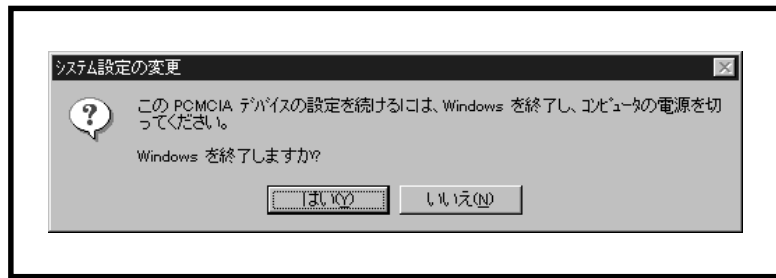 ｼｽﾃﾑ設定の変更
この PCMCIA ﾃﾞﾊﾞｲｽの設定を続けるには、Windows を終了し、ｺﾝﾋﾟｭｰﾀの電源を切
ってください。
Windows を終了しますか?
はい(Y)
いいえ(N)